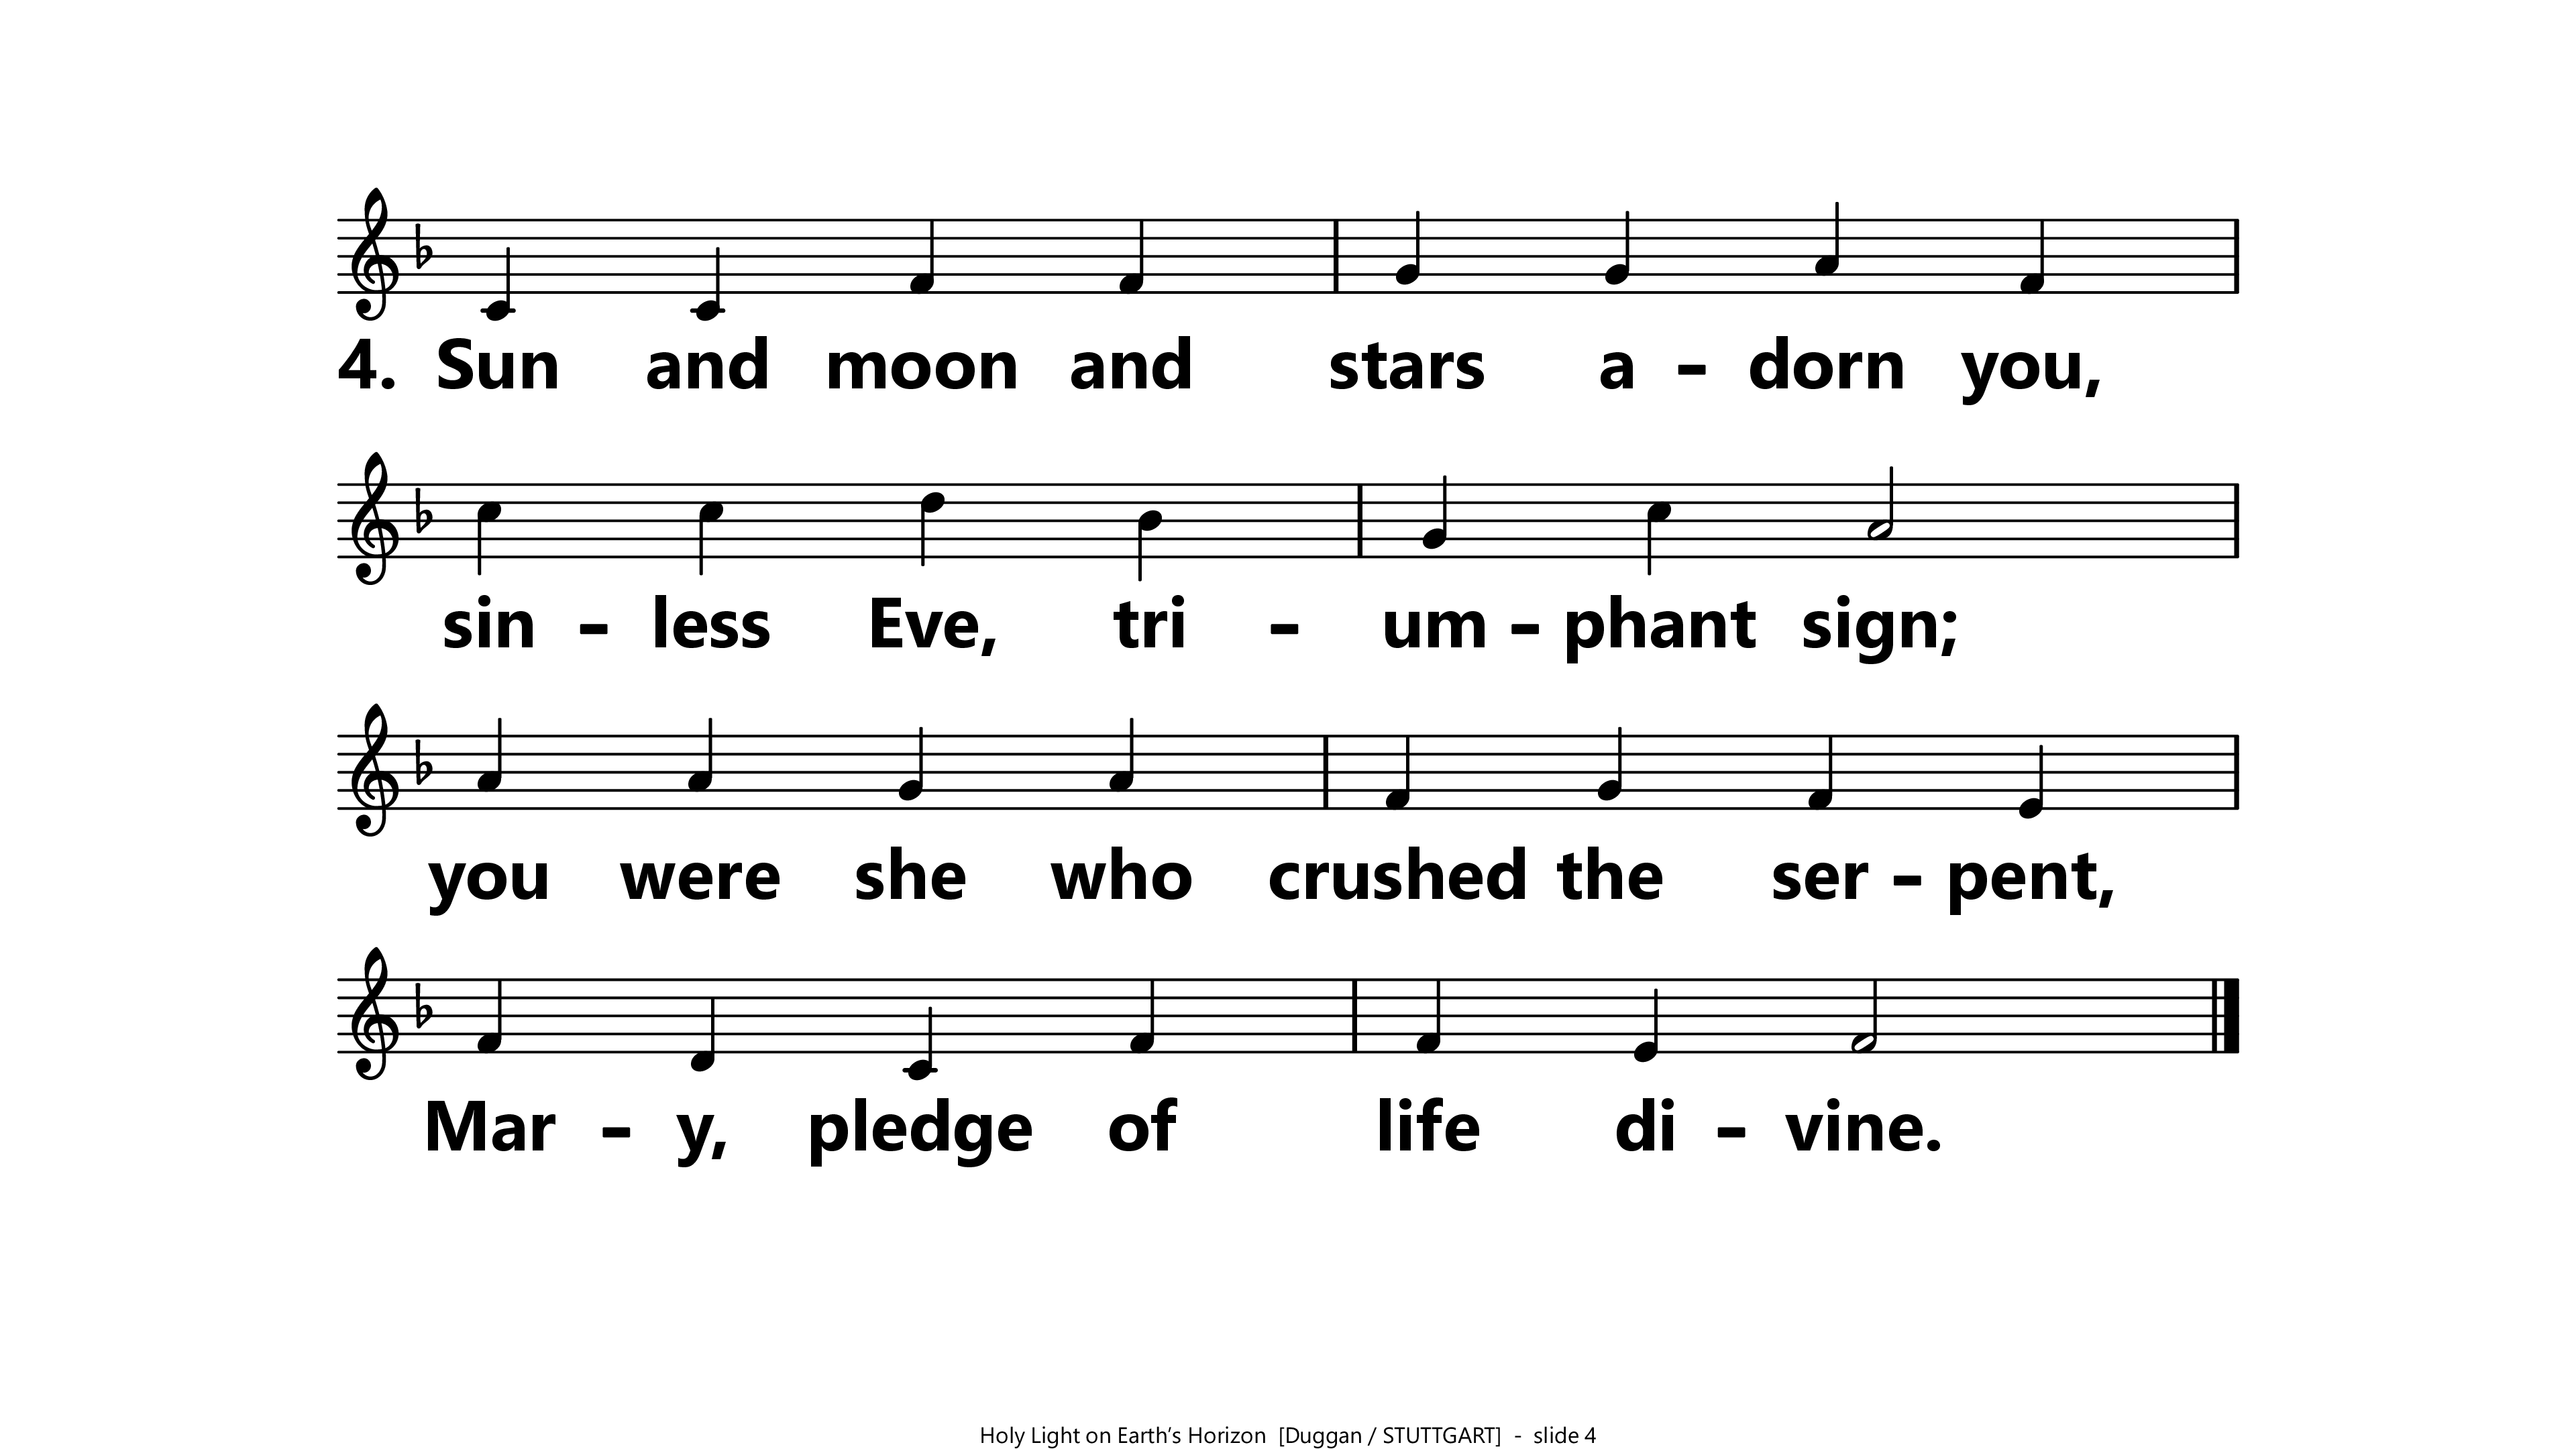 4. Sun and moon and stars a - dorn you,
sin - less Eve, tri - um - phant sign;
you were she who crushed the ser - pent,
Mar - y, pledge of life di - vine.
Holy Light on Earth’s Horizon [Duggan / STUTTGART] - slide 4